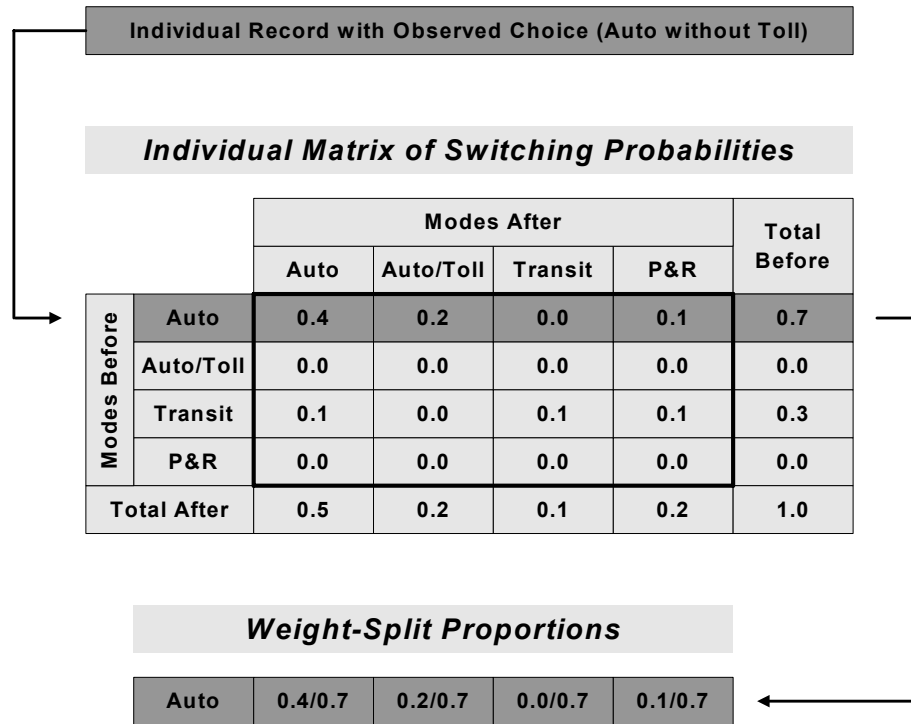 Individual Record with Observed Choice (Auto without Toll)
Individual Matrix of Switching Probabilities
Modes After
Total
Before
Auto Auto/Toll Transit P&R
Modes Before
Auto 0.4 0.2 0.0 0.1 0.7
Auto/Toll 0.0 0.0 0.0 0.0 0.0
Transit 0.1 0.0 0.1 0.1 0.3
P&R 0.0 0.0 0.0 0.0 0.0
Total After 0.5 0.2 0.1 0.2 1.0
Weight-Split Proportions
Auto 0.4/0.7 0.2/0.7 0.0/0.7 0.1/0.7